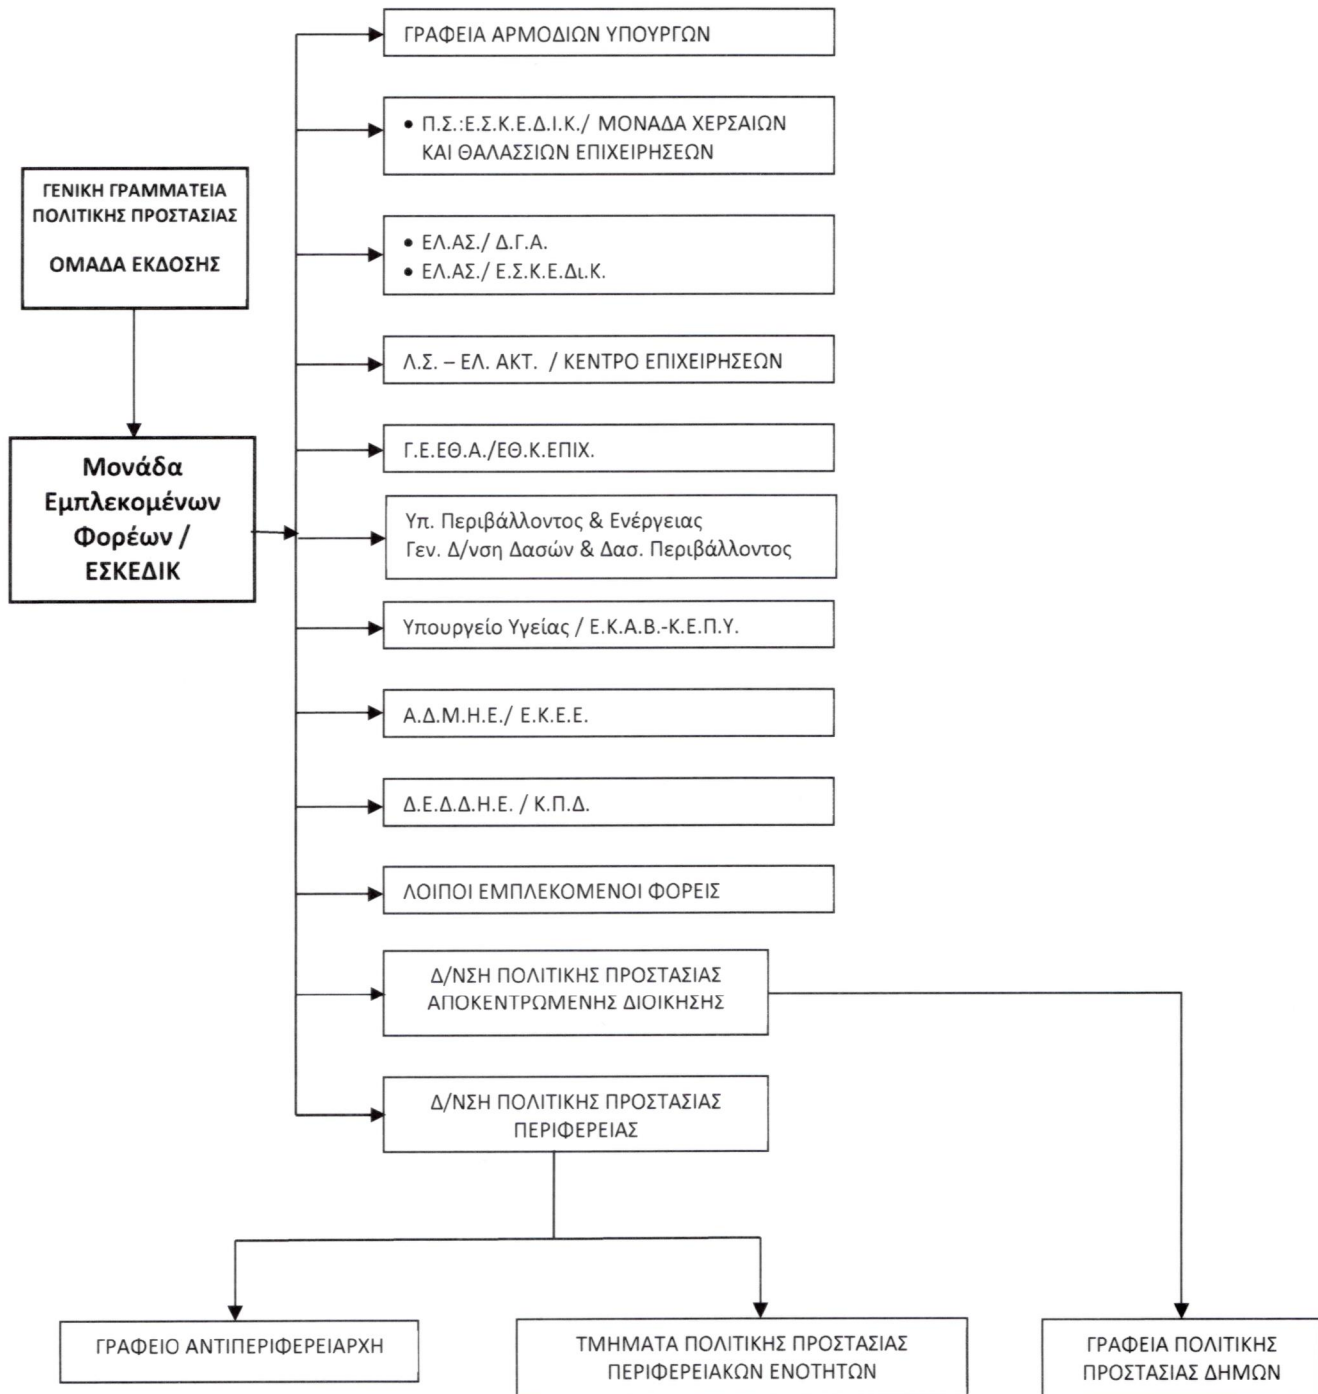 ΓΡΑΦΕΙΑ ΑΡΜΟΔΙΩΝ ΥΠΟΥΡΓΩΝ
• Π.Σ.:Ε.Σ.Κ.Ε.Δ.Ι.Κ./ ΜΟΝΑΔΑ ΧΕΡΣΑΙΩΝ
ΚΑΙ ΘΑΛΑΣΣΙΩΝ ΕΠΙΧΕΙΡΗΣΕΩΝ
ΓΕΝΙΚΗ ΓΡΑΜΜΑΤΕΙΑ
ΠΟΛΙΤΙΚΗΣ ΠΡΟΣΤΑΣΙΑΣ
ΟΜΑΔΑ ΕΚΔΟΣΗΣ
• ΕΛ.ΑΣ./ Δ.Γ.Α.
• ΕΛ.ΑΣ./ Ε.Σ.Κ.Ε.Δι.Κ.
Λ.Σ. – ΕΛ. ΑΚΤ. / ΚΕΝΤΡΟ ΕΠΙΧΕΙΡΗΣΕΩΝ
Γ.Ε.ΕΘ.Α./ΕΘ.Κ.ΕΠΙΧ.
Μονάδα
Εμπλεκομένων
Φορέων /
ΕΣΚΕΔΙΚ
Υπ. Περιβάλλοντος & Ενέργειας
Γεν. Δ/νση Δασών & Δασ. Περιβάλλοντος
Υπουργείο Υγείας / Ε.Κ.Α.Β.-Κ.Ε.Π.Υ.
Α.Δ.Μ.Η.Ε./ Ε.Κ.Ε.Ε.
Δ.Ε.Δ.Δ.Η.Ε. / Κ.Π.Δ.
ΛΟΙΠΟΙ ΕΜΠΛΕΚΟΜΕΝΟΙ ΦΟΡΕΙΣ
Δ/ΝΣΗ ΠΟΛΙΤΙΚΗΣ ΠΡΟΣΤΑΣΙΑΣ
ΑΠΟΚΕΝΤΡΩΜΕΝΗΣ ΔΙΟΙΚΗΣΗΣ
Δ/ΝΣΗ ΠΟΛΙΤΙΚΗΣ ΠΡΟΣΤΑΣΙΑΣ
ΠΕΡΙΦΕΡΕΙΑΣ
ΓΡΑΦΕΙΟ ΑΝΤΙΠΕΡΙΦΕΡΕΙΑΡΧΗ
ΤΜΗΜΑΤΑ ΠΟΛΙΤΙΚΗΣ ΠΡΟΣΤΑΣΙΑΣ
ΠΕΡΙΦΕΡΕΙΑΚΩΝ ΕΝΟΤΗΤΩΝ
ΓΡΑΦΕΙΑ ΠΟΛΙΤΙΚΗΣ
ΠΡΟΣΤΑΣΙΑΣ ΔΗΜΩΝ